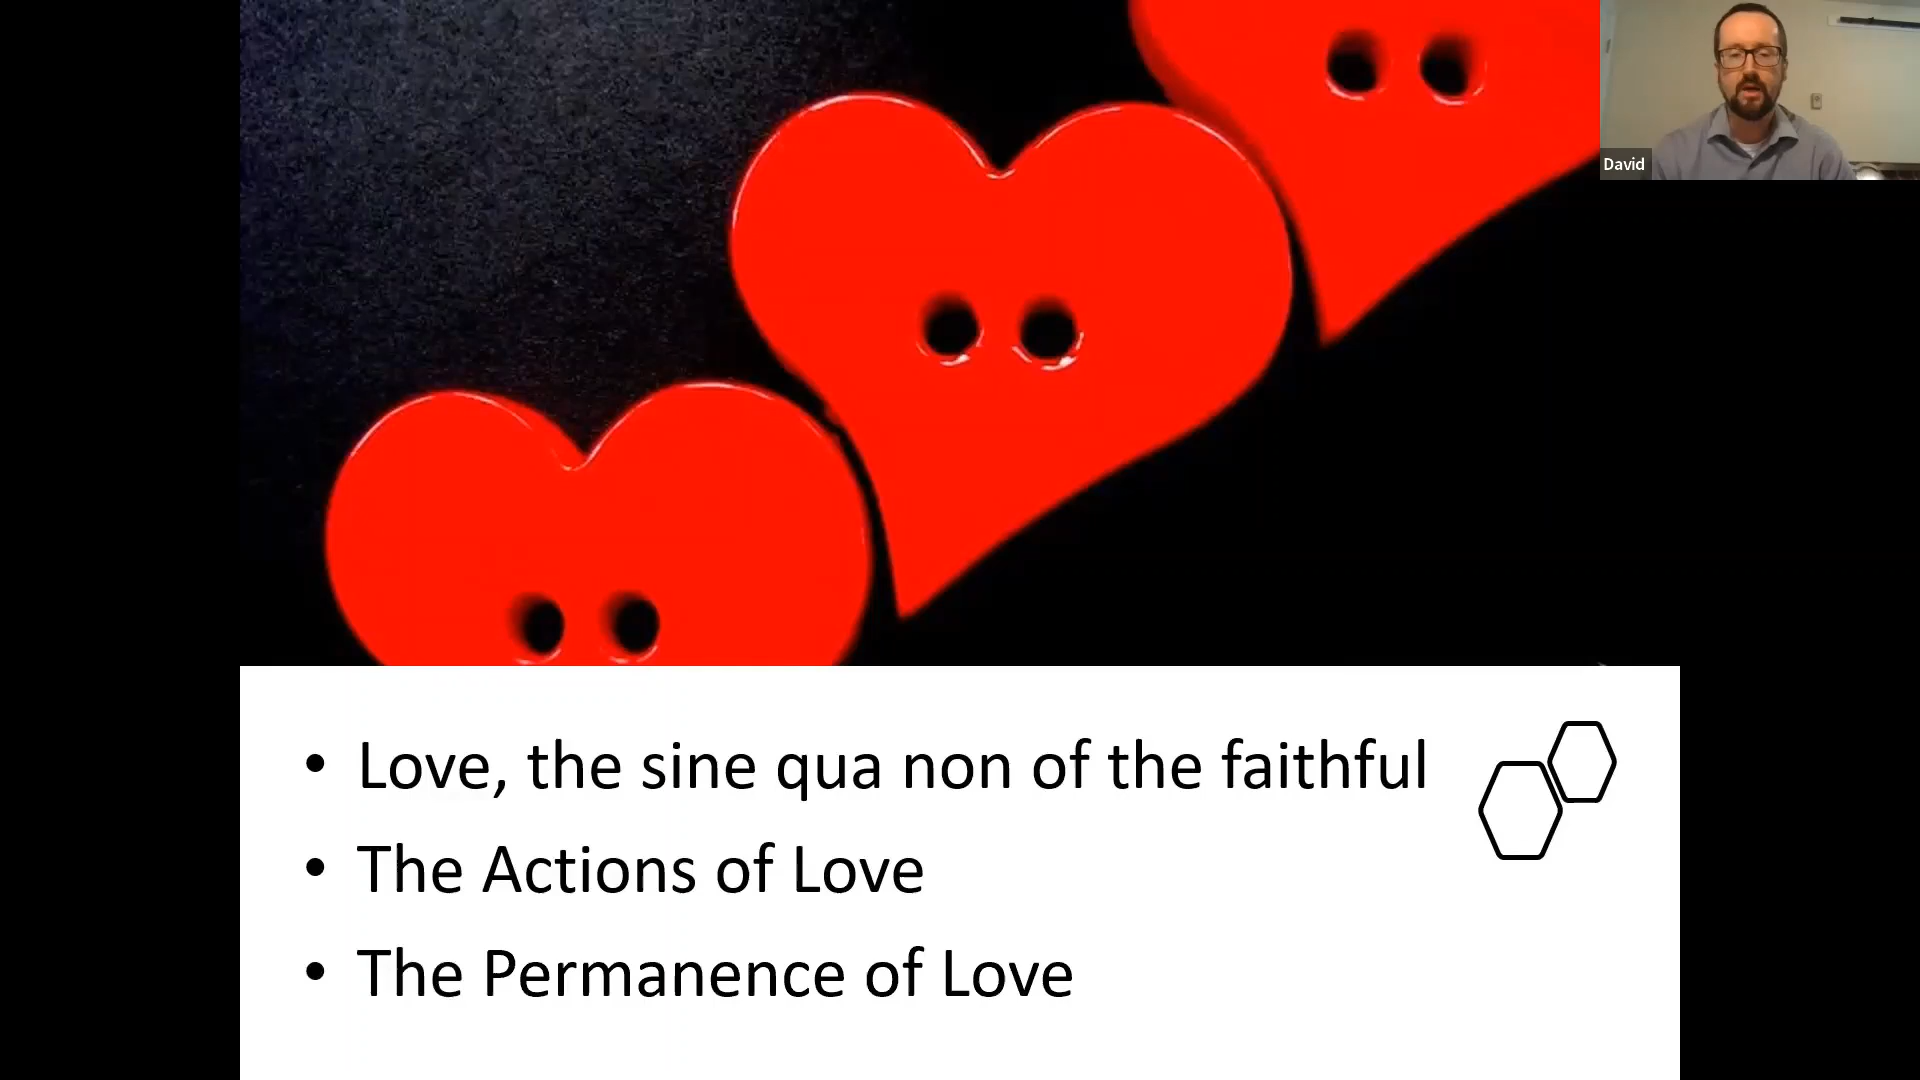 David
• Love, the sine qua non of the faithful
• The Actions of Love
• The Permanence of Love